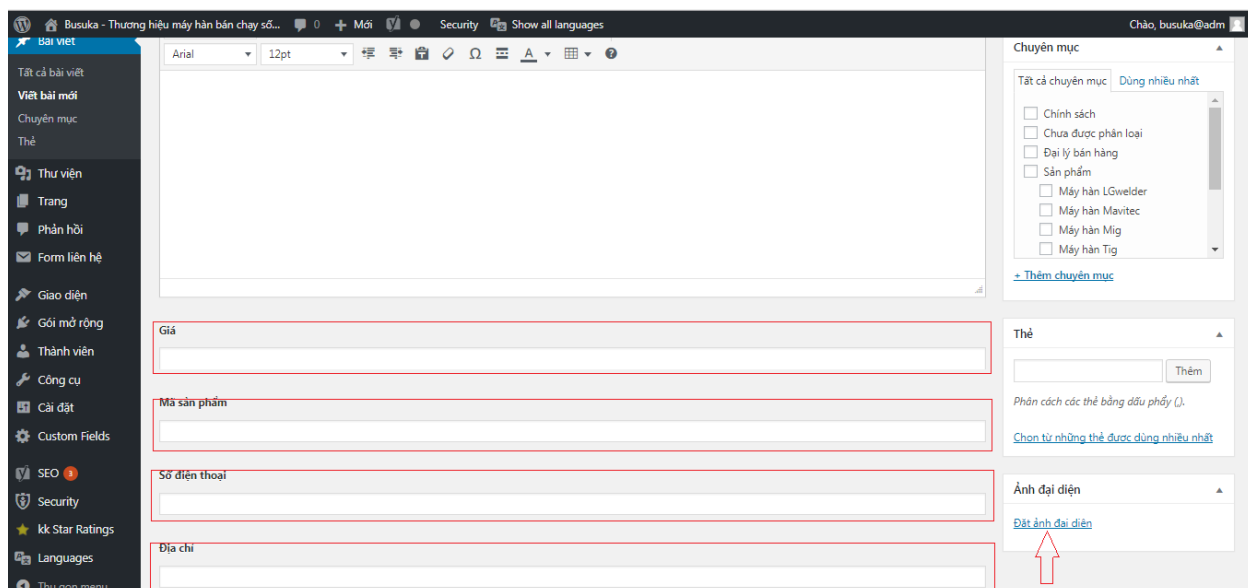 Busuka - Thương hiệu máy hàn bán chạy số... 0 + Mới Security Show all languages Chào, busuka@adm
Bài viết
Tất cả bài viết
Viết bài mới
Chuyên mục
Thẻ
Thư viện
Trang
Phản hồi
Form liên hệ
Giao diện
Gói mở rộng
Thành viên
Công cụ
Cài đặt
Custom Fields
SEO 3
Security
kk Star Ratings
Languages
Thu gọn menu
Arial 12pt
Giá
Mã sản phẩm
Số điện thoại
Địa chỉ
Chuyên mục
Tất cả chuyên mục Dùng nhiều nhất
Chính sách
Chưa được phân loại
Đại lý bán hàng
Sản phẩm
Máy hàn LGwelder
Máy hàn Mavitec
Máy hàn Mig
Máy hàn Tig
+ Thêm chuyên mục
Thẻ
Thêm
Phân cách các thẻ bằng dấu phẩy (,).
Chọn từ những thẻ được dùng nhiều nhất
Ảnh đại diện
Đặt ảnh đại diện